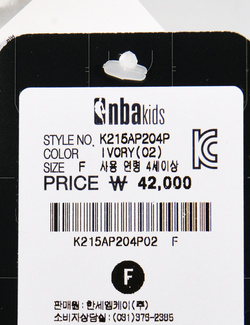 nbakids
STYLE NO. K215AP204P
COLOR IVORY(02)
SIZE F 사용 연령 4세이상
PRICE ₩ 42,000
K215AP204P02 F
F
판매원 : 한세엠케이(주)
소비자상담실 : (031)376-2385